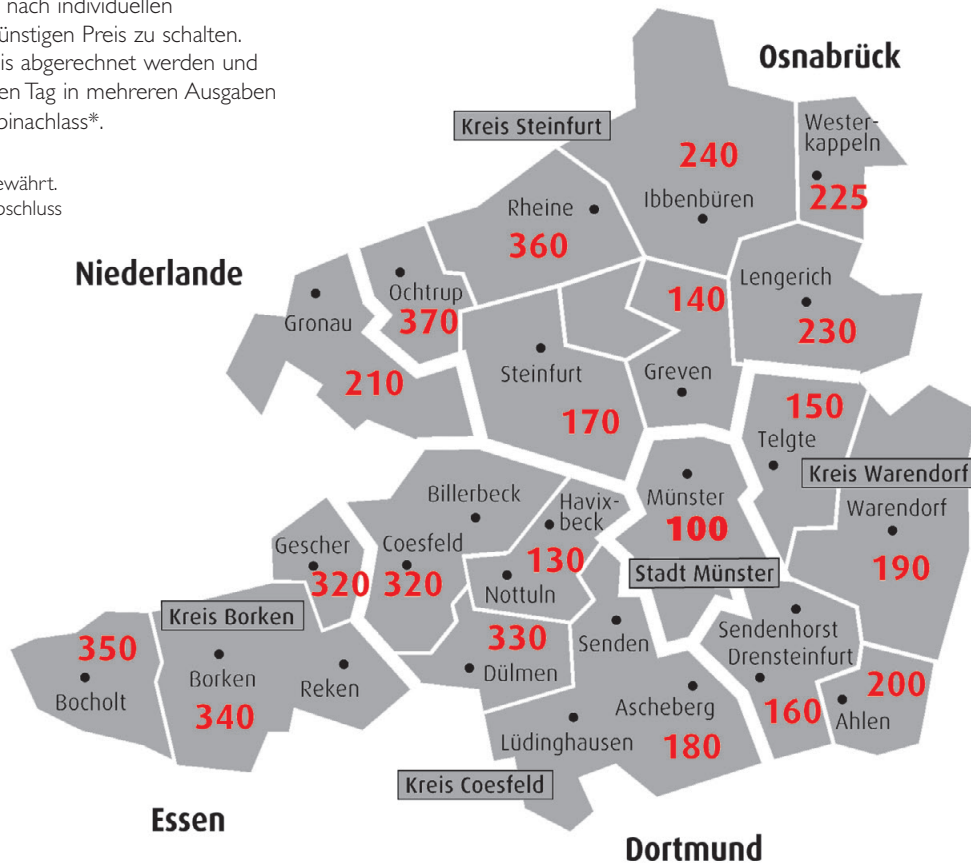 nach individuellen
ünstigen Preis zu schalten.
is abgerechnet werden und
en Tag in mehreren Ausgaben
binachlass*.
ewährt.
oschluss
Osnabrück
Kreis Steinfurt
Wester-
kappeln
240
225
Ibbenbüren
Rheine
360
Niederlande
Lengerich
230
Ochtrup
370
140
Gronau
210
Steinfurt
170
Greven
150
Telgte
Kreis Warendorf
Warendorf
190
Billerbeck
Havix-
beck
Münster
100
Gescher
320
Coesfeld
320
130
Nottuln
Stadt Münster
Kreis Borken
330
Dülmen
Senden
Sendenhorst
Drensteinfurt
350
Bocholt
Borken
340
Reken
Ascheberg
180
160
200
Ahlen
Lüdinghausen
Kreis Coesfeld
Essen
Dortmund